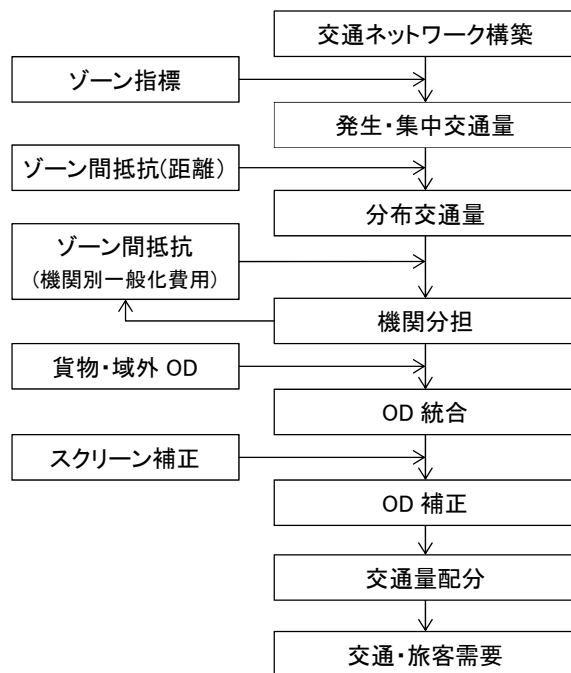 交通ネットワーク構築
ゾーン指標
発生・集中交通量
ゾーン間抵抗(距離)
分布交通量
ゾーン間抵抗
(機関別一般化費用)
機関分担
貨物・域外 OD
OD 統合
スクリーン補正
OD 補正
交通量配分
交通・旅客需要